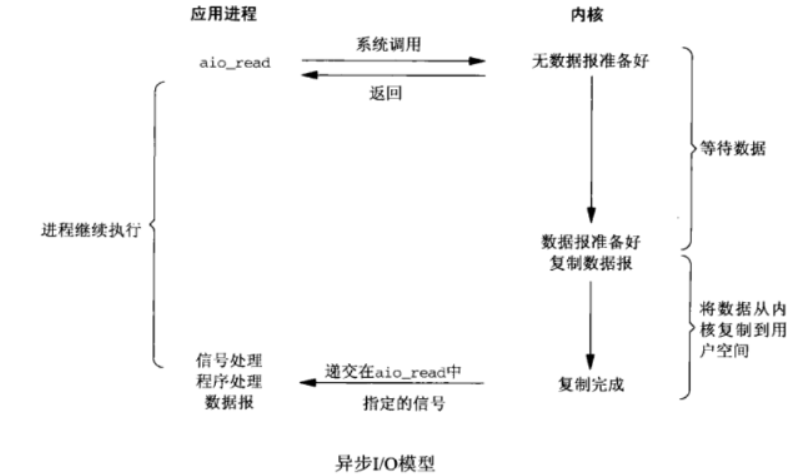 应用进程
内核
系统调用
aio_read
无数据报准备好
返回
等待数据
进程继续执行
数据报准备好
复制数据报
将数据从内
核复制到用
户空间
信号处理
程序处理
数据报
递交在aio_read中
指定的信号
复制完成
异步I/O模型